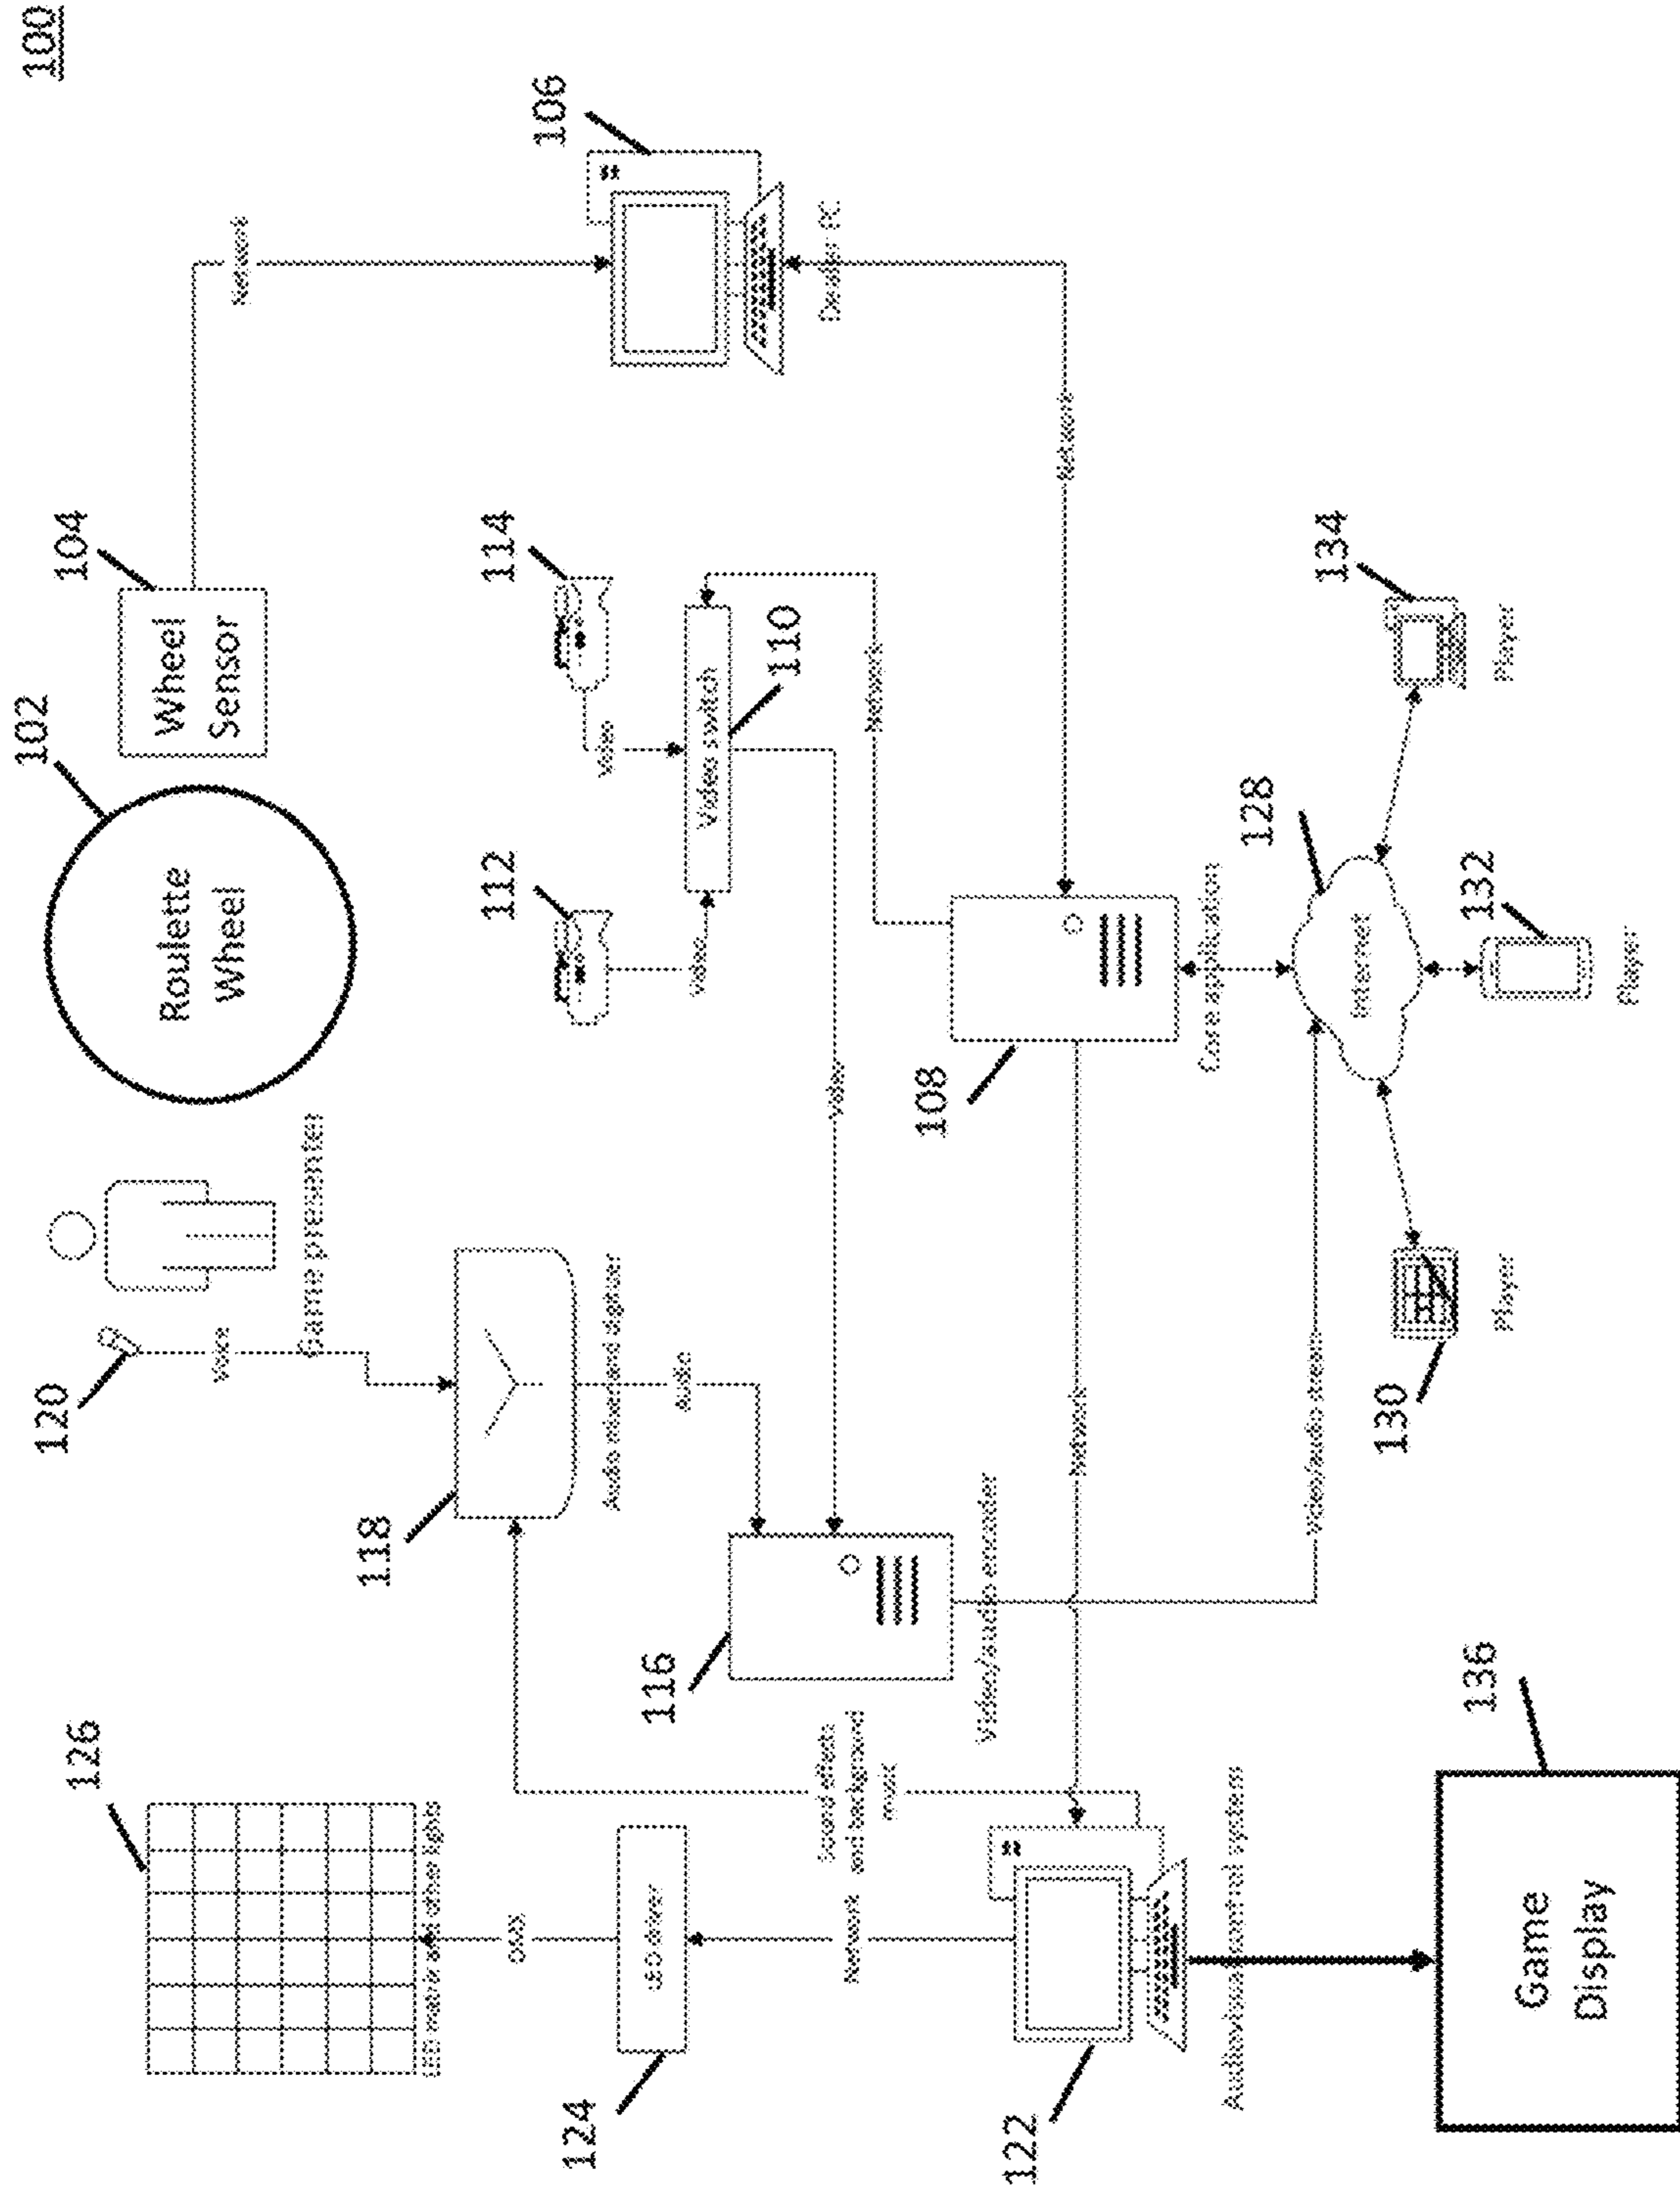 100
126
120
102
104
Roulette
Wheel
Wheel
Sensor
Network
106
Game presenter
Voice
LED matrix and other lights
DMX
118
112
114
Audio mixer and digitizer
Audio
Video
Video
Video switch
110
Dealer PC
124
LED driver
116
Video
Network
Network
Network
Sound effects
and background
music
Video/audio encoder
108
Core application
Network
122
Audiovisual control system
128
Internet
Video/audio stream
134
132
130
Player
Player
Player
136
Game
Display